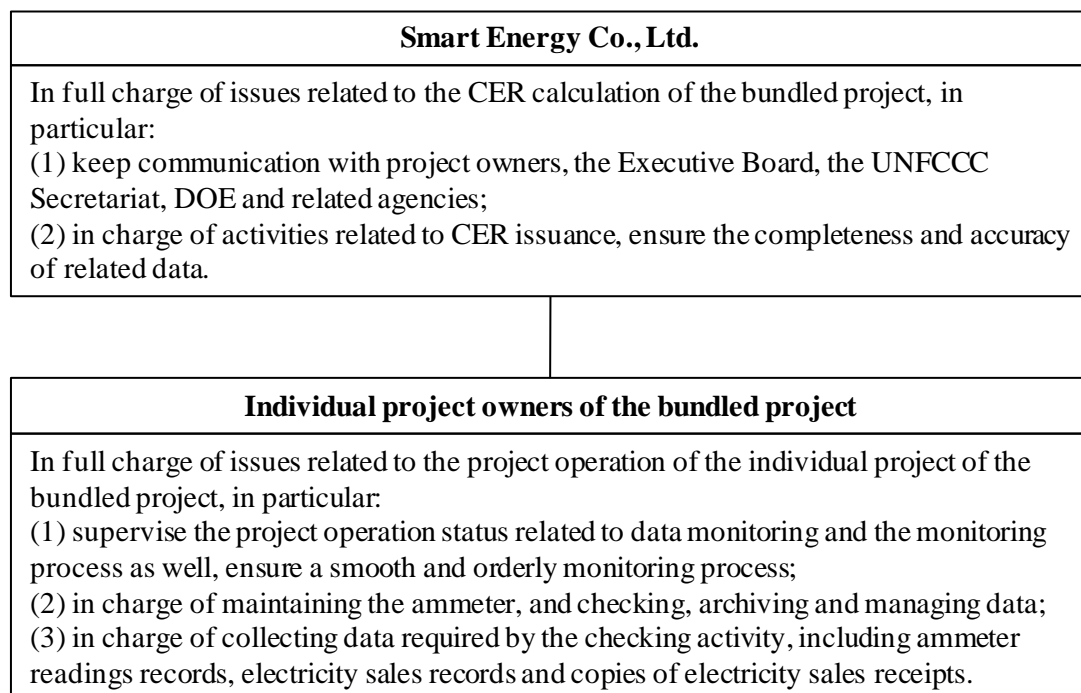 Smart Energy Co., Ltd.
In full charge of issues related to the CER calculation of the bundled project, in
particular:
(1) keep communication with project owners, the Executive Board, the UNFCCC
Secretariat, DOE and related agencies;
(2) in charge of activities related to CER issuance, ensure the completeness and accuracy
of related data.
Individual project owners of the bundled project
In full charge of issues related to the project operation of the individual project of the
bundled project, in particular:
(1) supervise the project operation status related to data monitoring and the monitoring
process as well, ensure a smooth and orderly monitoring process;
(2) in charge of maintaining the ammeter, and checking, archiving and managing data;
(3) in charge of collecting data required by the checking activity, including ammeter
readings records, electricity sales records and copies of electricity sales receipts.